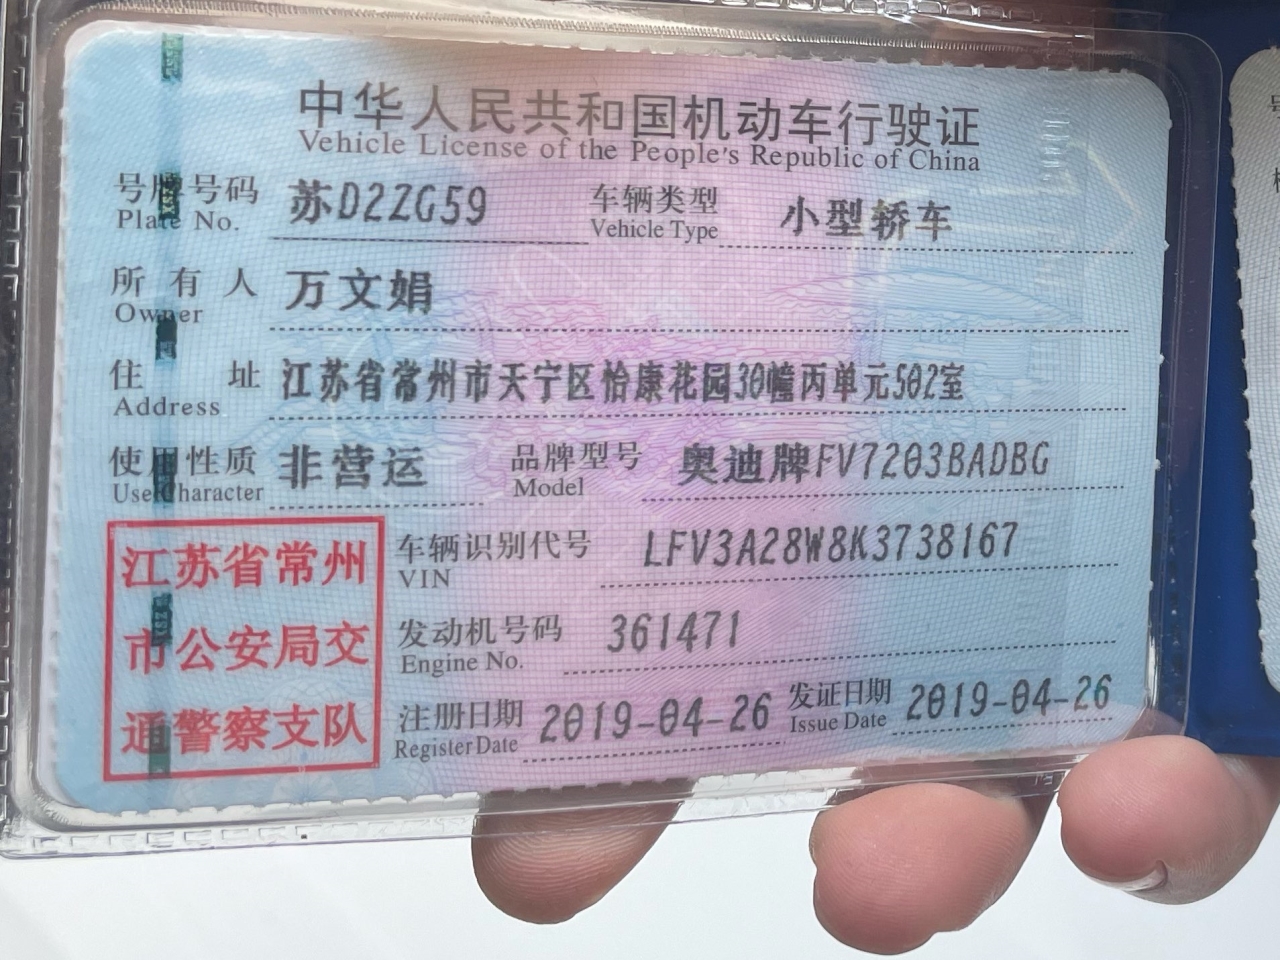 中华人民共和国机动车行驶证
Vehicle License of the People's Republic of China
号牌号码 苏D2ZG59 车辆类型 小型轿车
Plate No. Vehicle Type
所有人 万文娟
Owner
住址 江苏省常州市天宁区怡康花园30幢丙单元502室
Address
使用性质 非营运 品牌型号 奥迪牌FV7203BADBG
Use Character Model
江苏省常州
市公安局交
通警察支队
车辆识别代号 LFV3A28W8K3738167
VIN
发动机号码 361471
Engine No.
注册日期 2019-04-26 发证日期 2019-04-26
Register Date Issue Date